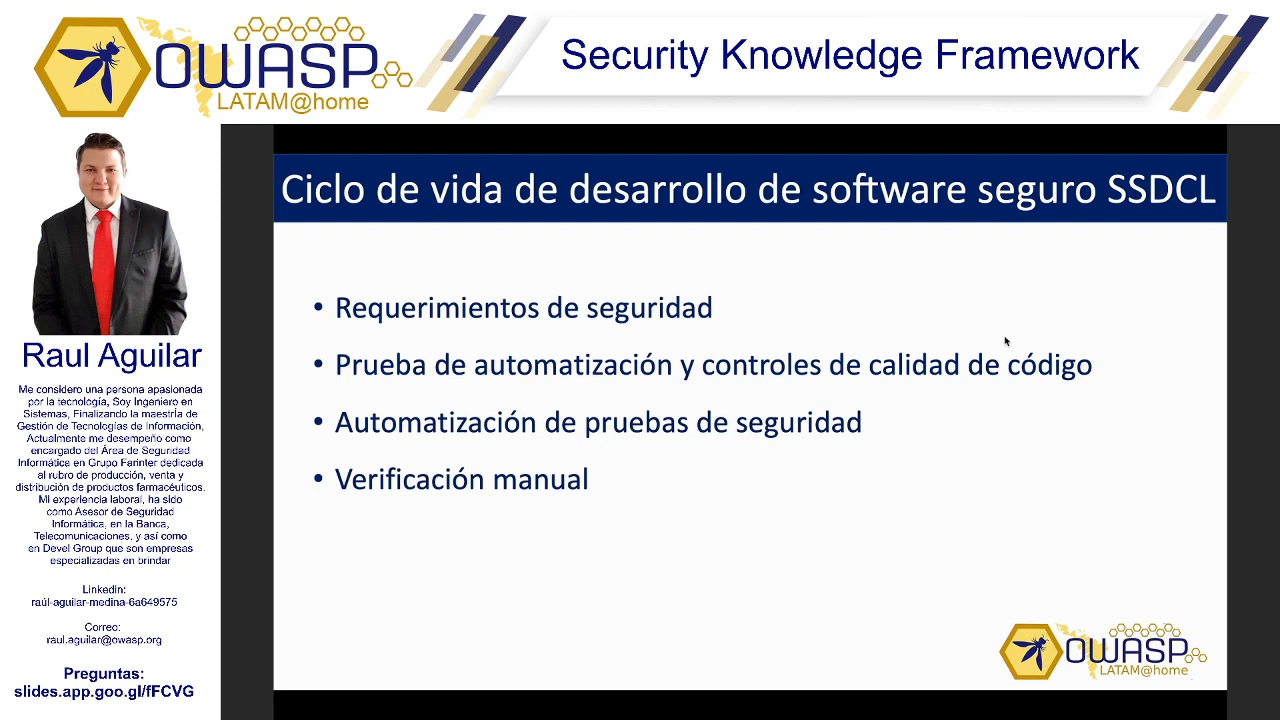 OWASP
LATAM@home
Security Knowledge Framework
Raul Aguilar
Me considero una persona apasionada
por la tecnología, Soy Ingeniero en
Sistemas, Finalizando la maestría de
Gestión de Tecnologías de Información,
Actualmente me desempeño como
encargado del Área de Seguridad
Informática en Grupo Farinter dedicada
al rubro de producción, venta y
distribución de productos farmacéuticos.
Mi experiencia laboral, ha sido
como Asesor de Seguridad
Informática, en la Banca,
Telecomunicaciones. y así como
en Devel Group que son empresas
especializadas en brindar
Linkedin:
raúl-aguilar-medina-6a649575
Correo:
raul.aguilar@owasp.org
Preguntas:
slides.app.goo.gl/fFCVG
Ciclo de vida de desarrollo de software seguro SSDCL
• Requerimientos de seguridad
• Prueba de automatización y controles de calidad de código
• Automatización de pruebas de seguridad
• Verificación manual
OWASP
LATAM@home